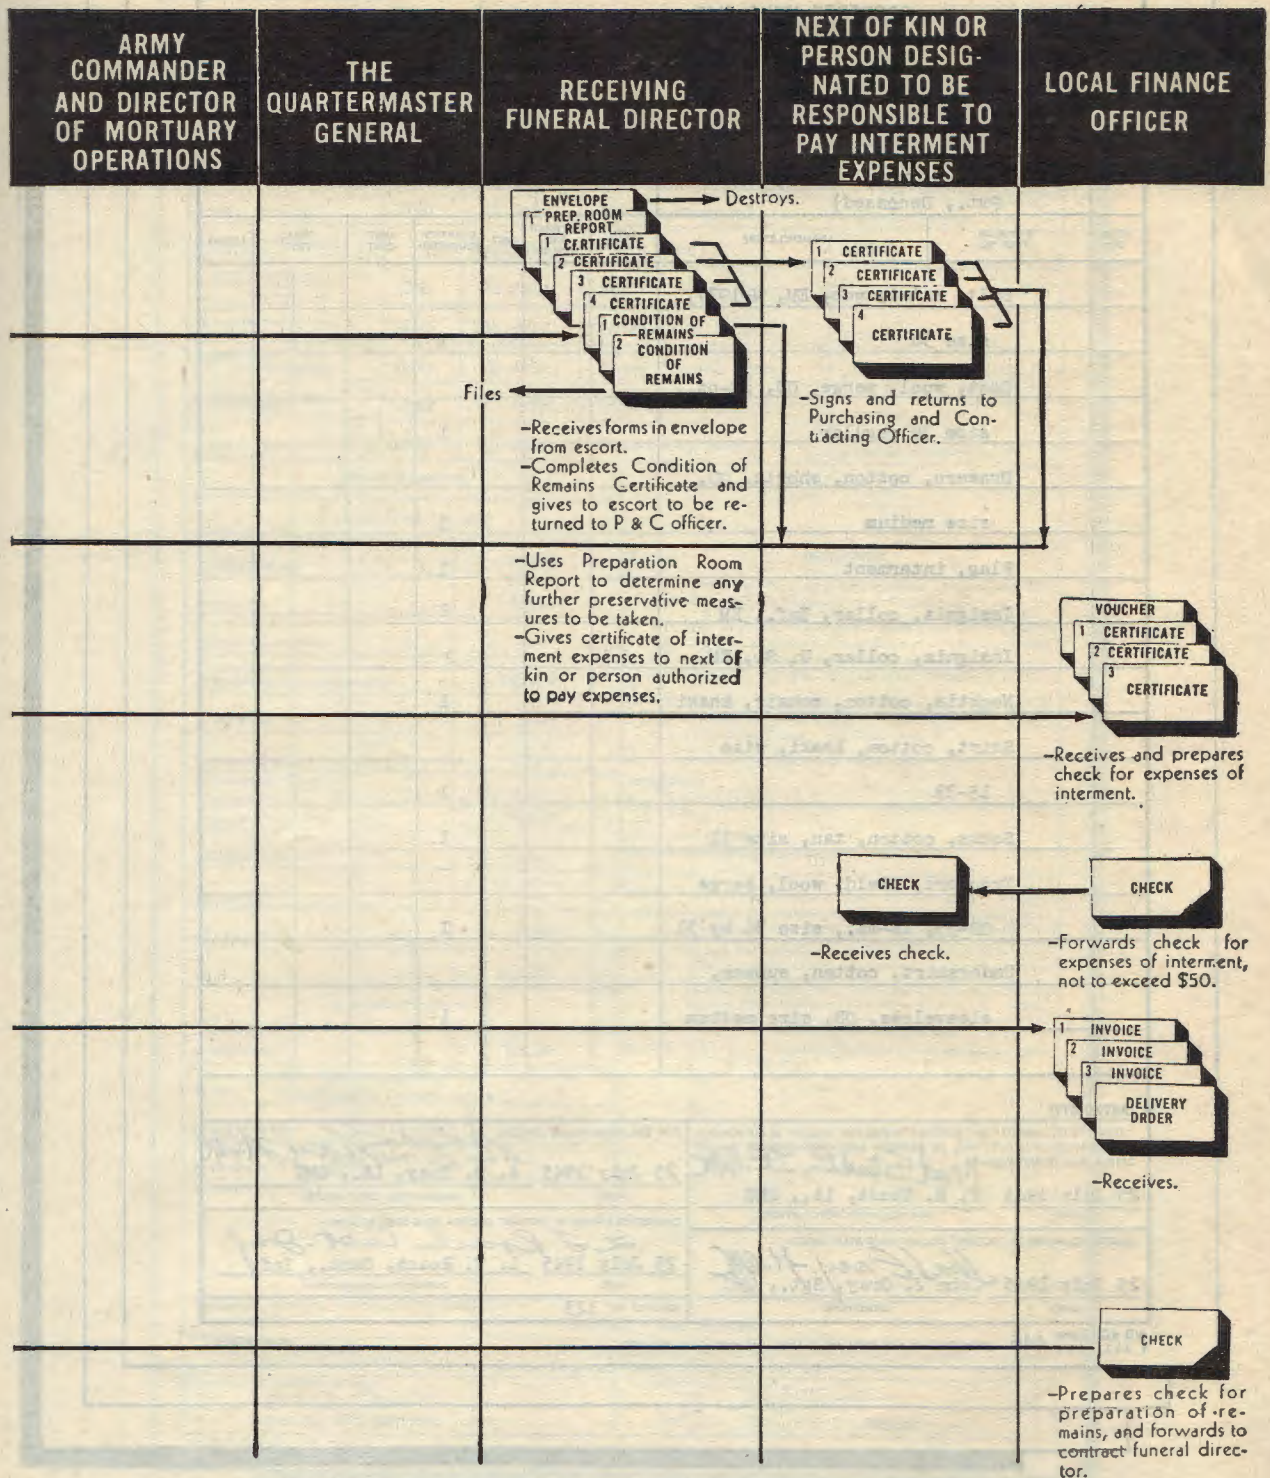 ARMY
COMMANDER
AND DIRECTOR
OF MORTUARY
OPERATIONS
THE
QUARTERMASTER
GENERAL
RECEIVING
FUNERAL DIRECTOR
NEXT OF KIN OR
PERSON DESIG-
NATED TO BE
RESPONSIBLE TO
PAY INTERMENT
EXPENSES
LOCAL FINANCE
OFFICER
ENVELOPE
Destroys.
1 PREP. ROOM
REPORT
1 CERTIFICATE
2 CERTIFICATE
3 CERTIFICATE
4 CERTIFICATE
1 CONDITION OF
REMAINS
2 CONDITION
OF
REMAINS
Files
-Receives forms in envelope
from escort.
-Completes Condition of
Remains Certificate and
gives to escort to be re-
turned to P & C officer.
1 CERTIFICATE
2 CERTIFICATE
3 CERTIFICATE
4
CERTIFICATE
-Signs and returns to
Purchasing and Con-
tracting Officer.
-Uses Preparation Room
Report to determine any
further preservative meas-
ures to be taken.
-Gives certificate of inter-
ment expenses to next of
kin or person authorized
to pay expenses.
VOUCHER
1 CERTIFICATE
2 CERTIFICATE
3
CERTIFICATE
-Receives and prepares
check for expenses of
interment.
CHECK
-Receives check.
CHECK
-Forwards check for
expenses of interment,
not to exceed $50.
1 INVOICE
2 INVOICE
3 INVOICE
DELIVERY
ORDER
-Receives.
CHECK
-Prepares check for
preparation of re-
mains, and forwards to
contract funeral direc-
tor.